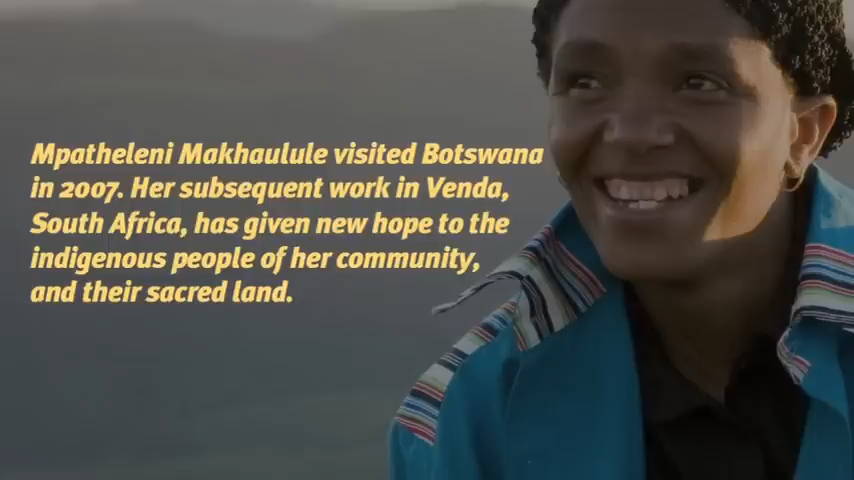 Mpatheleni Makhaulule visited Botswana
in 2007. Her subsequent work in Venda,
South Africa, has given new hope to the
indigenous people of her community,
and their sacred land.